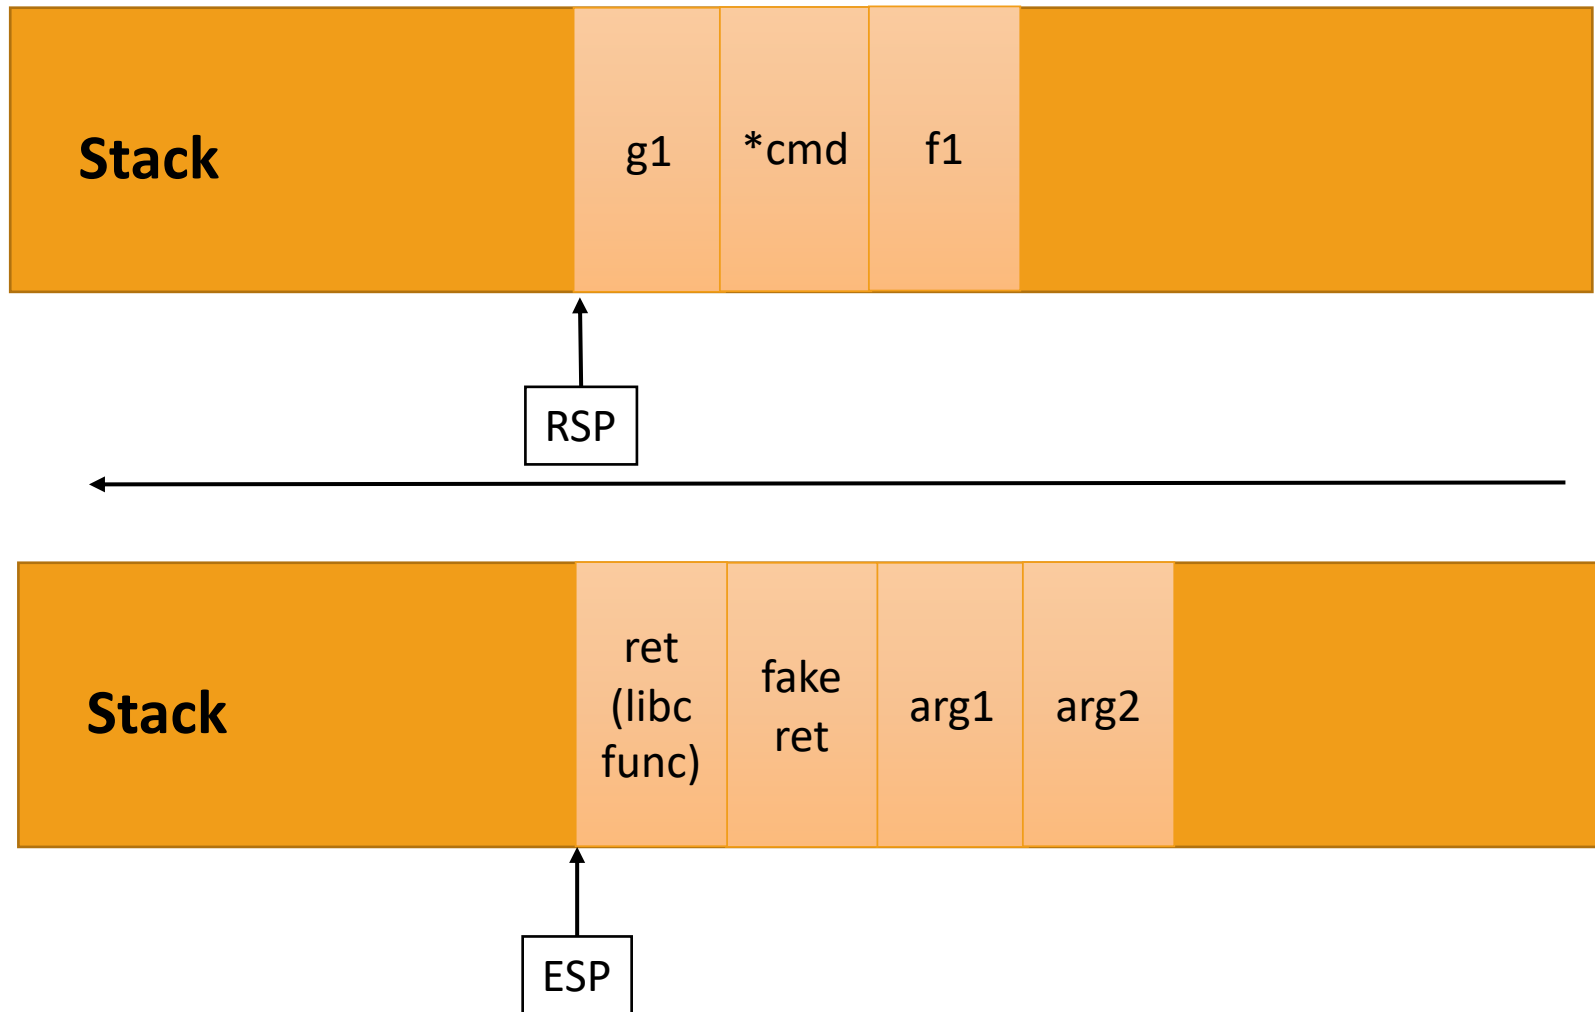 Stack
g1
*cmd
f1
RSP
Stack
ret
(libc
func)
fake
ret
arg1
arg2
ESP